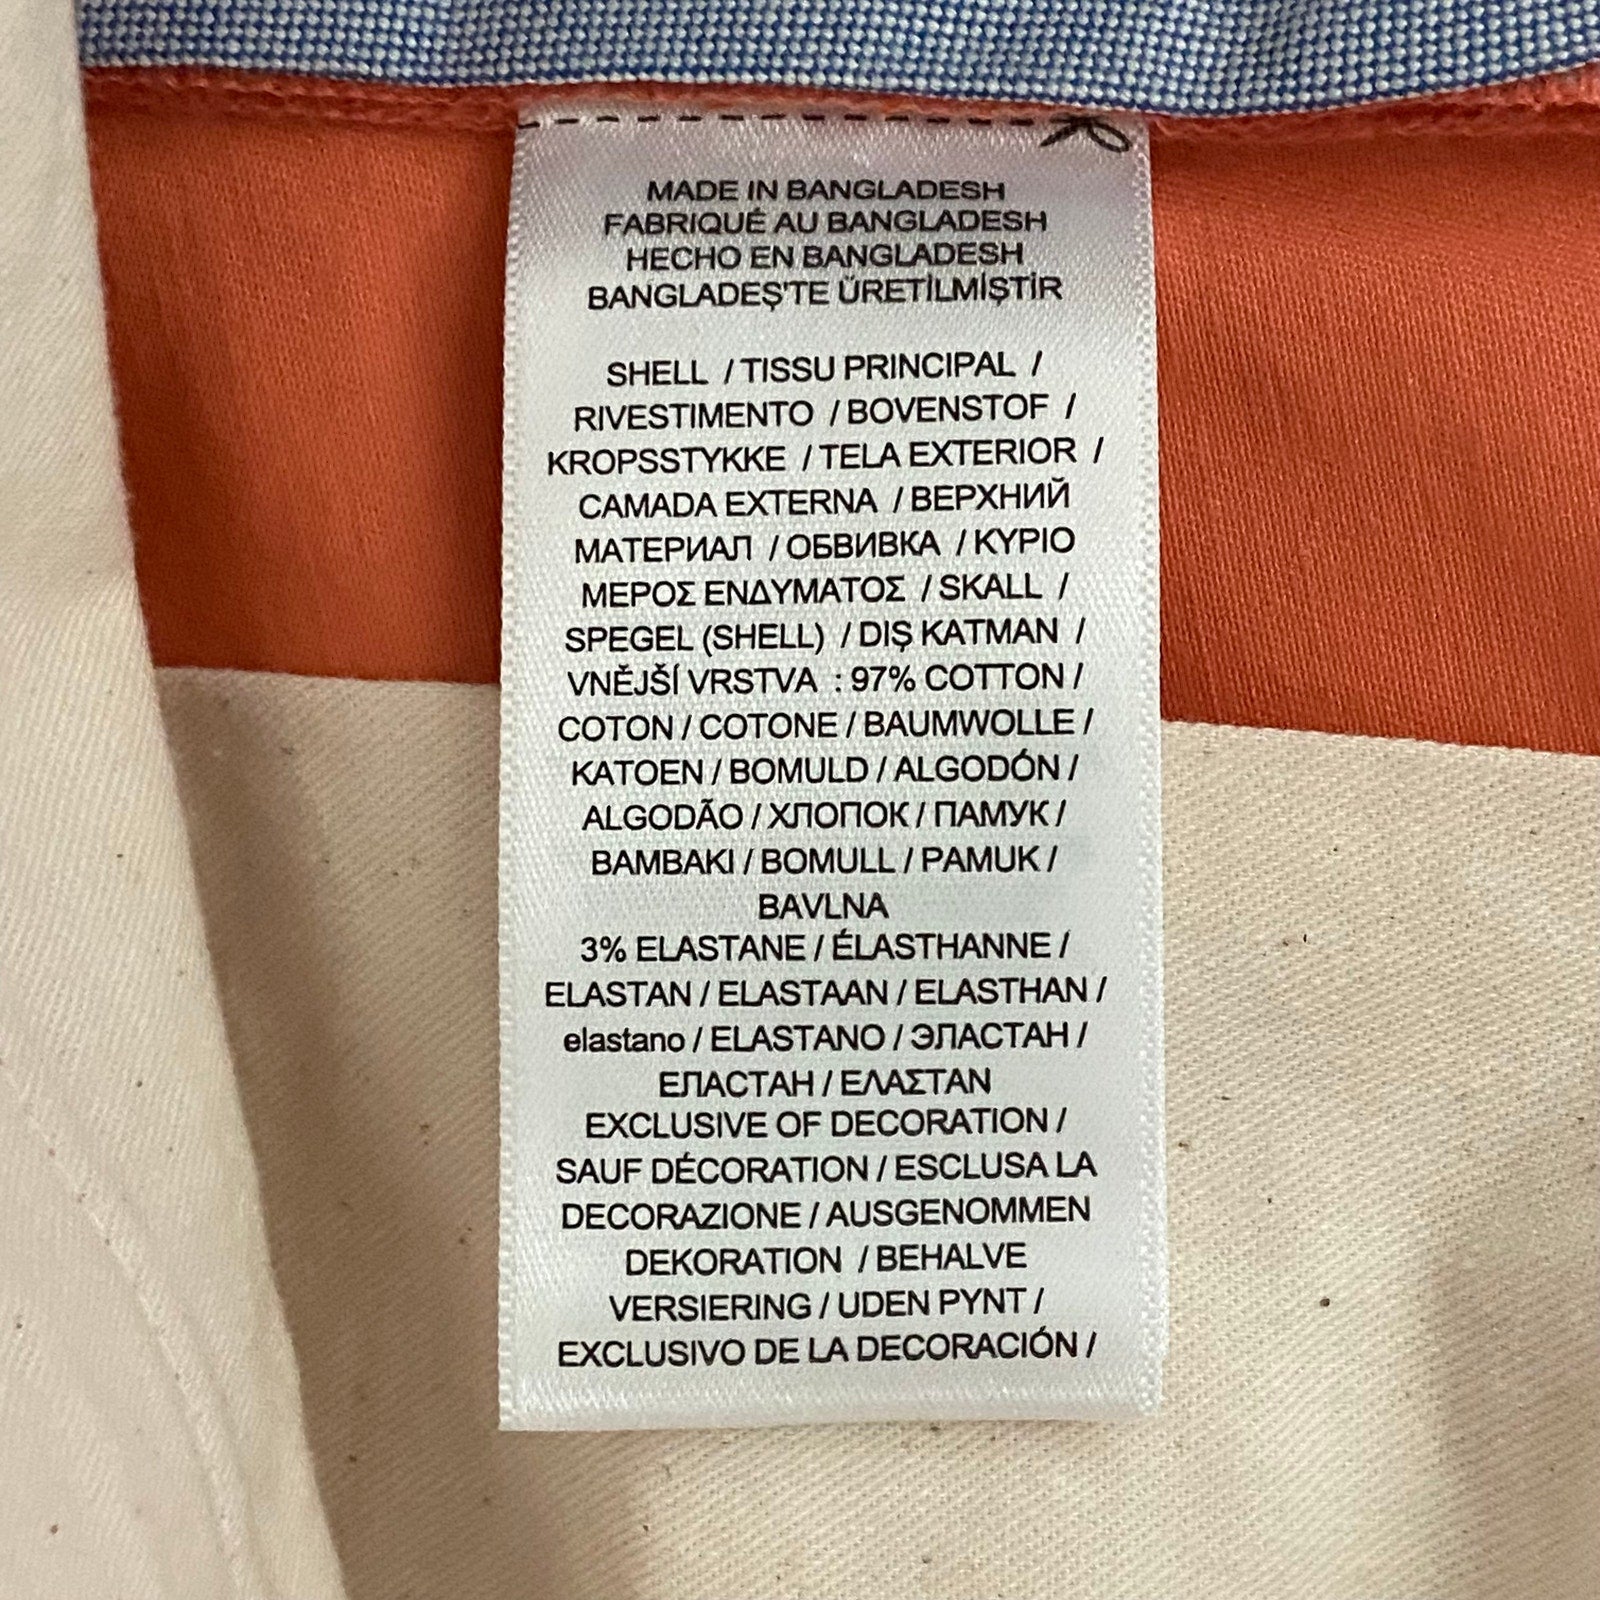 MADE IN BANGLADESH
FABRIQUÉ AU BANGLADESH
HECHO EN BANGLADESH
BANGLADEŞ'TE ÜRETİLMİŞTİR
SHELL / TISSU PRINCIPAL /
RIVESTIMENTO / BOVENSTOF /
KROPSSTYKKE / TELA EXTERIOR /
CAMADA EXTERNA / ВЕРХНИЙ
МАТЕРИАЛ / ОБВИВКА / ΚΥΡΙΟ
ΜΕΡΟΣ ΕΝΔΥΜΑΤΟΣ / SKALL /
SPEGEL (SHELL) / DIŞ KATMAN /
VNĚJŠÍ VRSTVA : 97% COTTON /
COTON / COTONE / BAUMWOLLE /
KATOEN / BOMULD / ALGODÓN /
ALGODÃO / ХЛОПОК / ПАМУК /
BAMBAKI / BOMULL / PAMUK /
BAVLNA
3% ELASTANE / ÉLASTHANNE /
ELASTAN / ELASTAAN / ELASTHAN /
elastano / ELASTANO / ЭЛАСТАН /
ЕЛАСТАН / ΕΛΑΣΤΑΝ
EXCLUSIVE OF DECORATION /
SAUF DÉCORATION / ESCLUSA LA
DECORAZIONE / AUSGENOMMEN
DEKORATION / BEHALVE
VERSIERING / UDEN PYNT /
EXCLUSIVO DE LA DECORACIÓN /